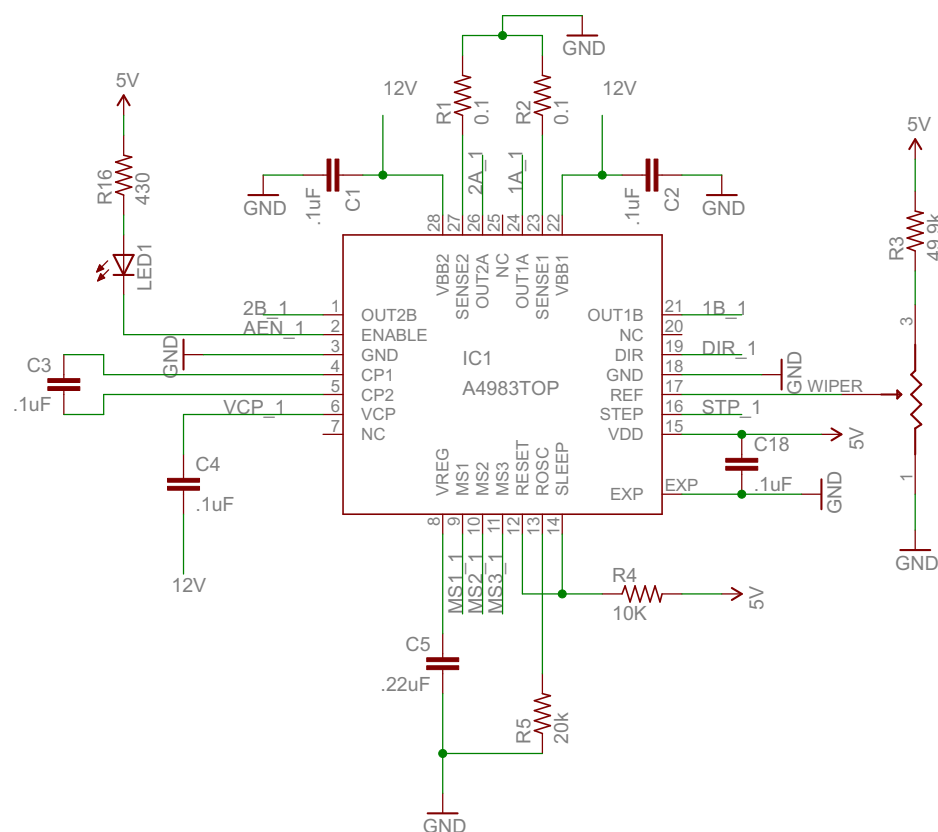 GND
5V
12V
R1
0.1
R2
0.1
12V
5V
R16
430
2A_1
1A_1
GND
.1uF
C1
.1uF
C2
GND
R3
49.9k
28
27
26
25
24
23
22
LED1
VBB2
SENSE2
OUT2A
NC
OUT1A
SENSE1
VBB1
2B_1
1
OUT2B
OUT1B
21
1B_1
AEN_1
2
ENABLE
NC
20
3
GND
3
GND
DIR
19
DIR_1
C3
4
CP1
IC1
GND
18
GND
.1uF
5
CP2
A4983TOP
REF
17
WIPER
VCP_1
6
VCP
STEP
16
STP_1
7
NC
VDD
15
5V
C18
.1uF
C4
.1uF
VREG
MS1
MS2
MS3
RESET
ROSC
SLEEP
EXP
EXP
GND
1
8
9
10
11
12
13
14
GND
12V
MS1_1
MS2_1
MS3_1
R4
10K
5V
C5
.22uF
R5
20k
GND